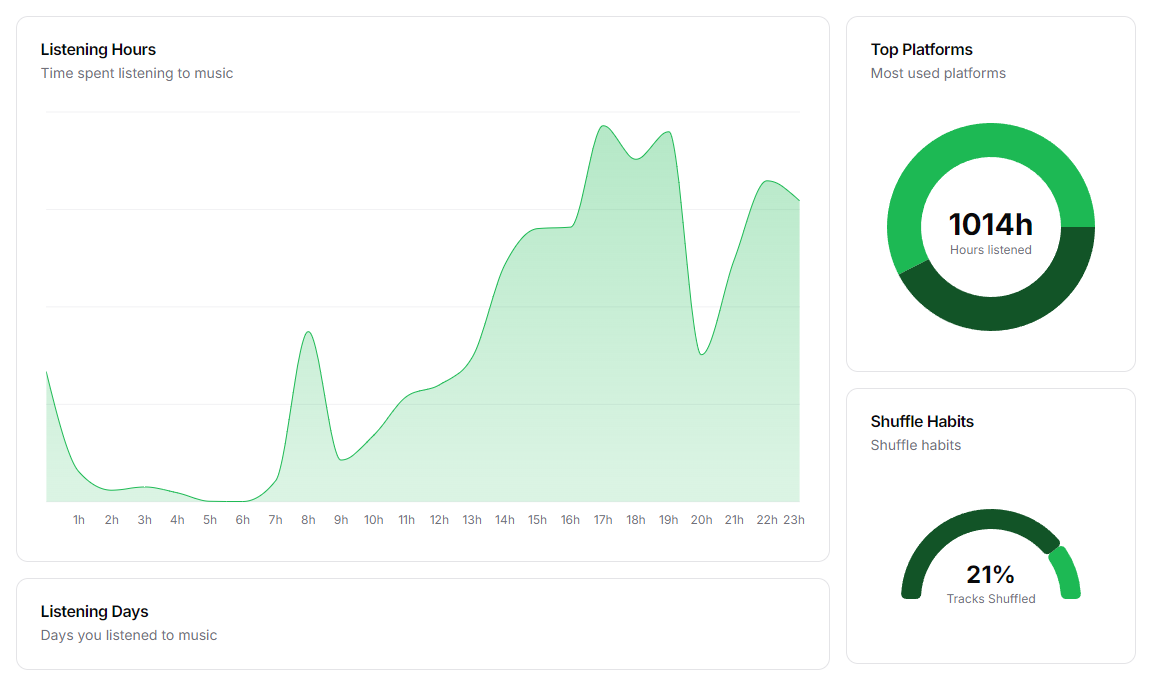 Listening Hours
Time spent listening to music
1h 2h 3h 4h 5h 6h 7h 8h 9h 10h 11h 12h 13h 14h 15h 16h 17h 18h 19h 20h 21h 22h 23h
Listening Days
Days you listened to music
Top Platforms
Most used platforms
1014h
Hours listened
Shuffle Habits
Shuffle habits
21%
Tracks Shuffled